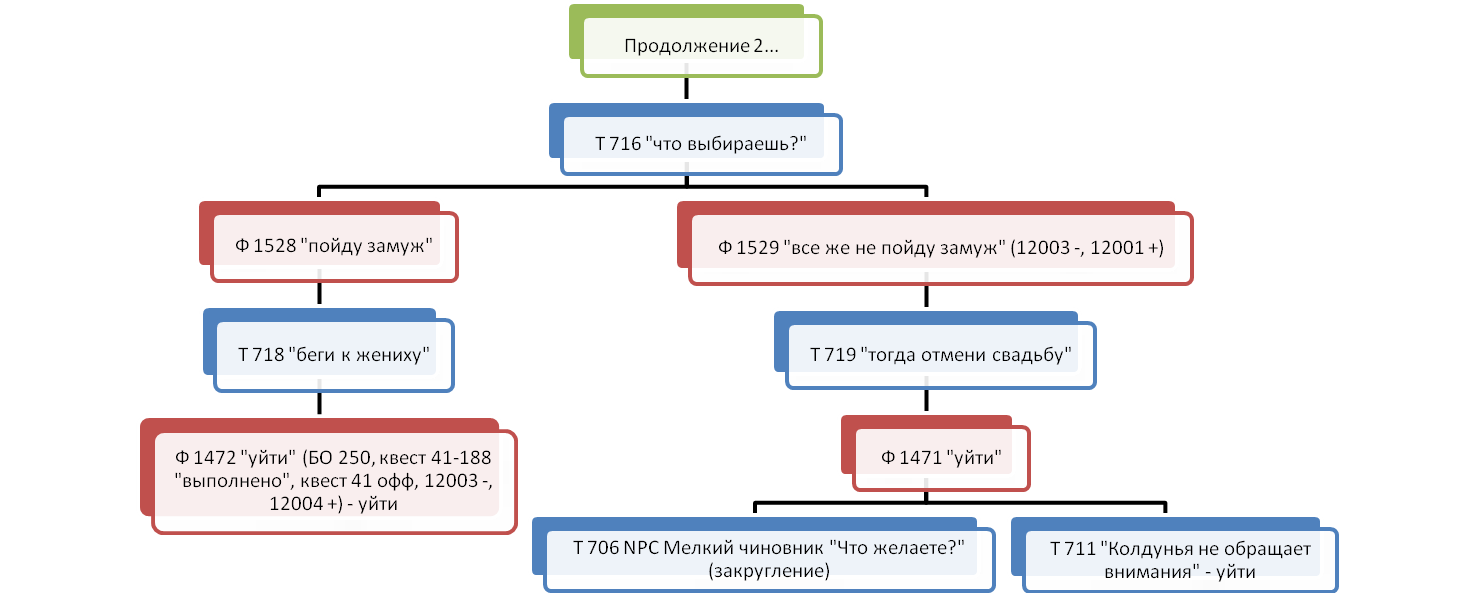 Продолжение 2...
Т 716 "что выбираешь?"
Ф 1528 "пойду замуж"
Ф 1529 "все же не пойду замуж" (12003 -, 12001 +)
Т 718 "беги к жениху"
Т 719 "тогда отмени свадьбу"
Ф 1472 "уйти" (БО 250, квест 41-188
"выполнено", квест 41 офф, 12003 -,
12004 +) - уйти
Ф 1471 "уйти"
Т 706 NPC Мелкий чиновник "Что желаете?"
(закругление)
Т 711 "Колдунья не обращает
внимания" - уйти